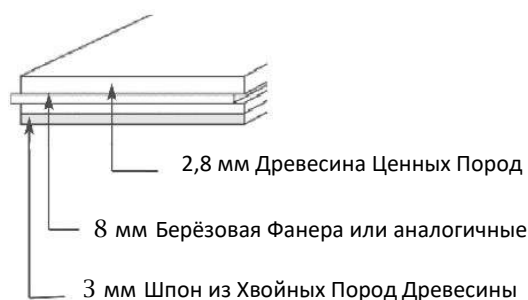 2,8 мм Древесина Ценных Пород
8 мм Берёзовая Фанера или аналогичные
3 мм Шпон из Хвойных Пород Древесины